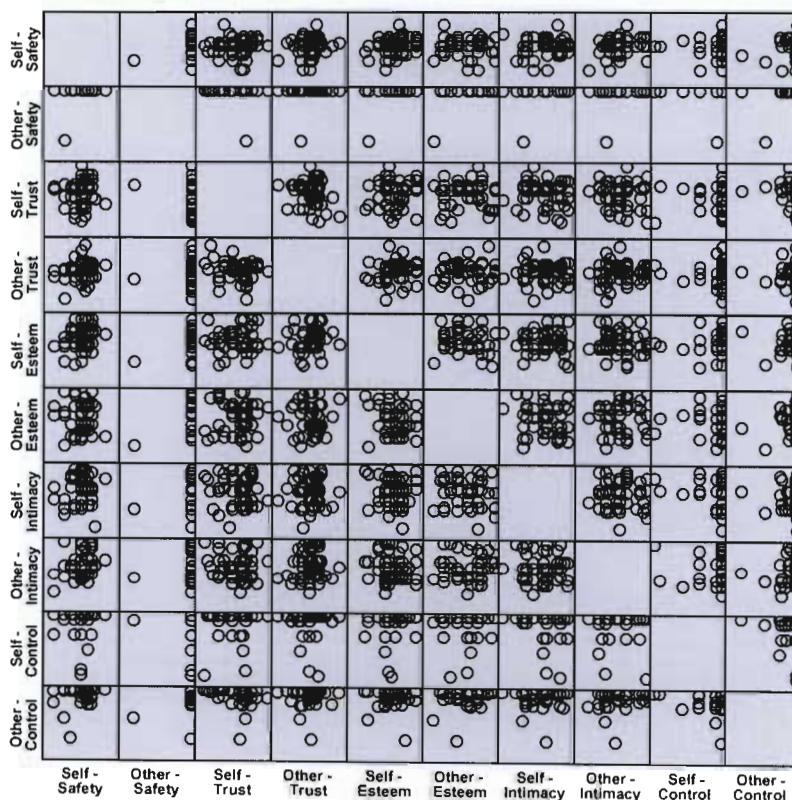 Self -
Safety
Other -
Safety
Self -
Trust
Other -
Trust
Self -
Esteem
Other -
Esteem
Self -
Intimacy
Other -
Intimacy
Self -
Control
Other -
Control
Self -
Safety
Other -
Safety
Self -
Trust
Other -
Trust
Self -
Esteem
Other -
Esteem
Self -
Intimacy
Other -
Intimacy
Self -
Control
Other -
Control